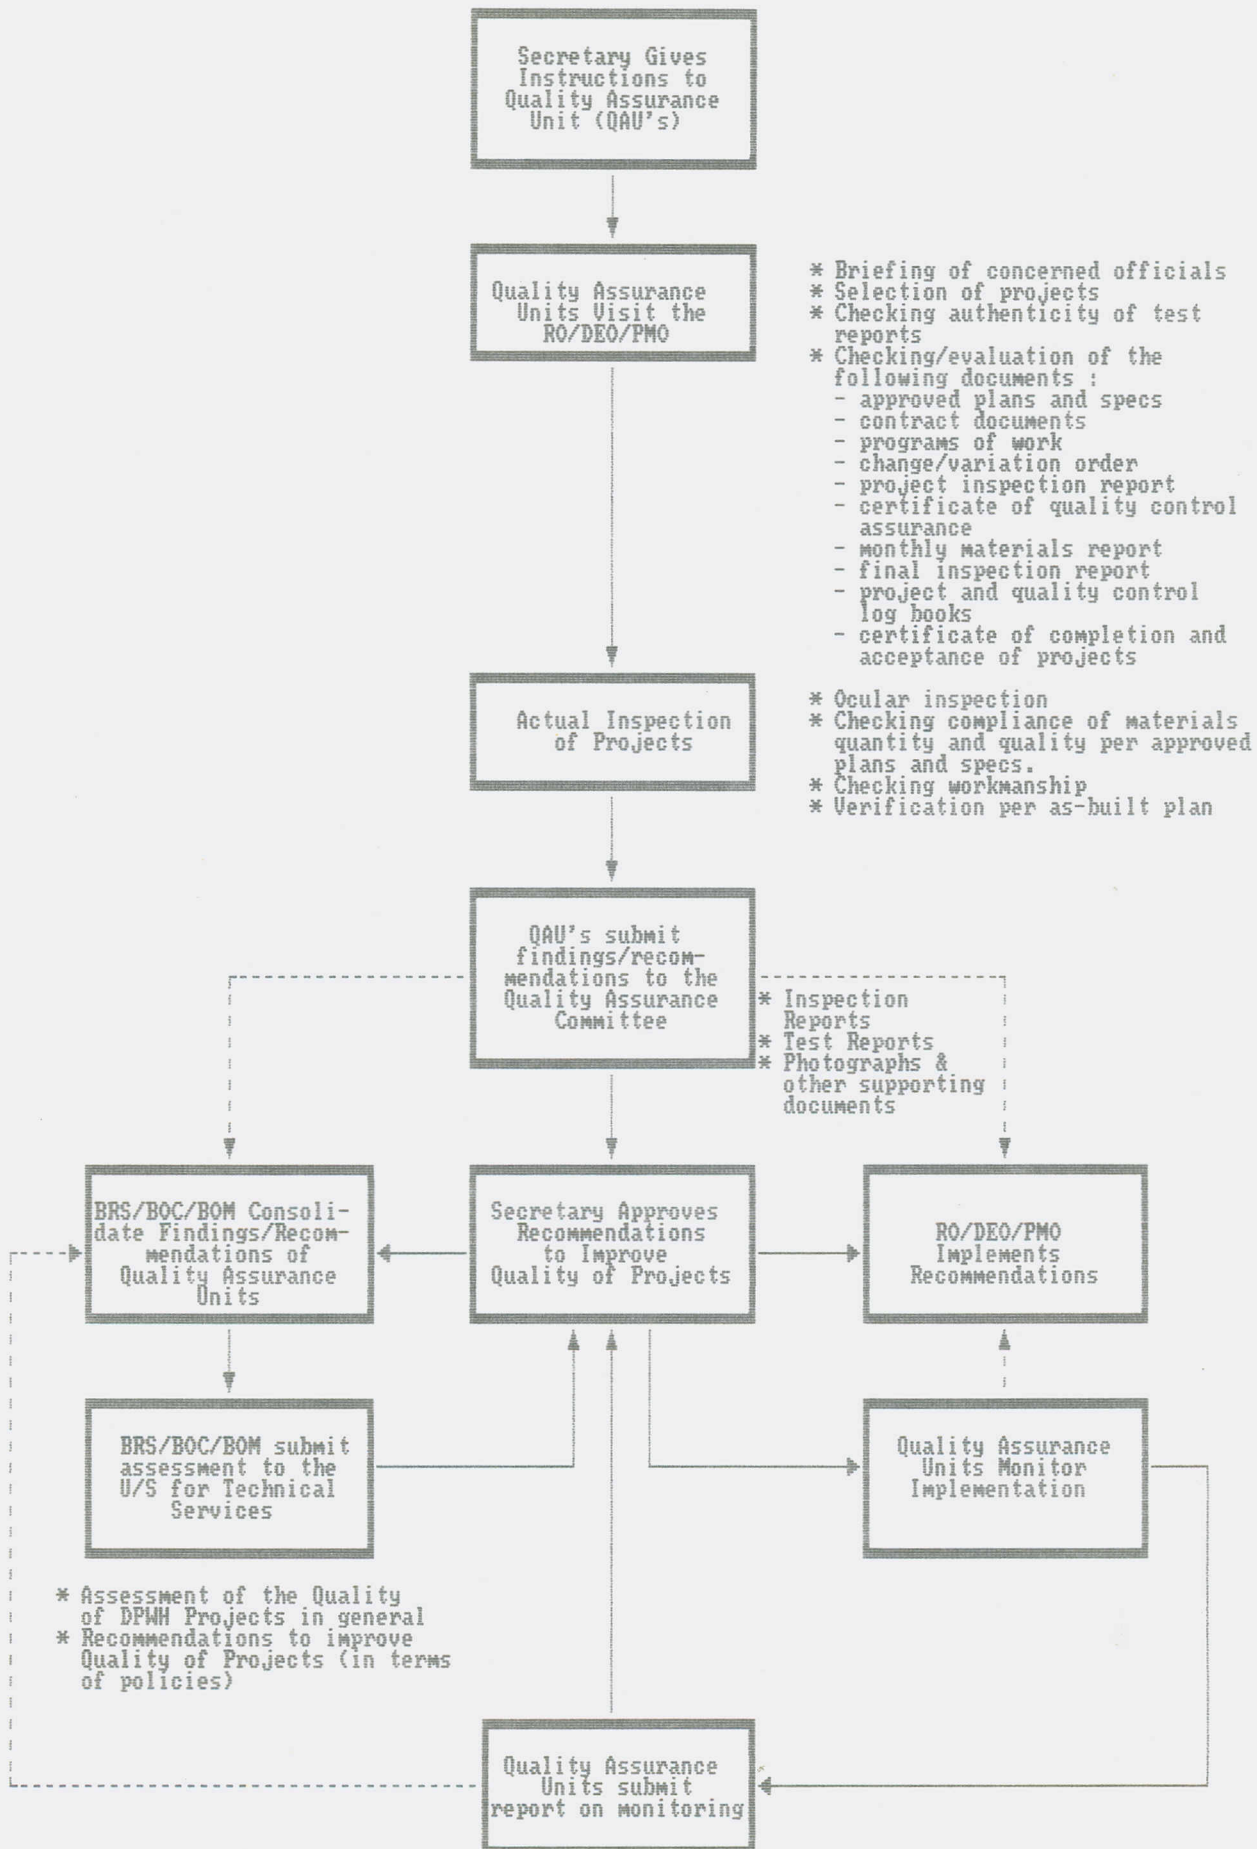 Secretary Gives
Instructions to
Quality Assurance
Unit (QAU's)
Quality Assurance
Units Visit the
RO/DEO/PMO
* Briefing of concerned officials
* Selection of projects
* Checking authenticity of test
reports
* Checking/evaluation of the
following documents :
- approved plans and specs
- contract documents
- programs of work
- change/variation order
- project inspection report
- certificate of quality control
assurance
- monthly materials report
- final inspection report
- project and quality control
log books
- certificate of completion and
acceptance of projects
Actual Inspection
of Projects
* Ocular inspection
* Checking compliance of materials
quantity and quality per approved
plans and specs.
* Checking workmanship
* Verification per as-built plan
QAU's submit
findings/recom-
mendations to the
Quality Assurance
Committee
* Inspection
Reports
* Test Reports
* Photographs &
other supporting
documents
BRS/BOC/BOM Consoli-
date Findings/Recom-
mendations of
Quality Assurance
Units
Secretary Approves
Recommendations
to Improve
Quality of Projects
RO/DEO/PMO
Implements
Recommendations
BRS/BOC/BOM submit
assessment to the
U/S for Technical
Services
Quality Assurance
Units Monitor
Implementation
* Assessment of the Quality
of DPWH Projects in general
* Recommendations to improve
Quality of Projects (in terms
of policies)
Quality Assurance
Units submit
report on monitoring